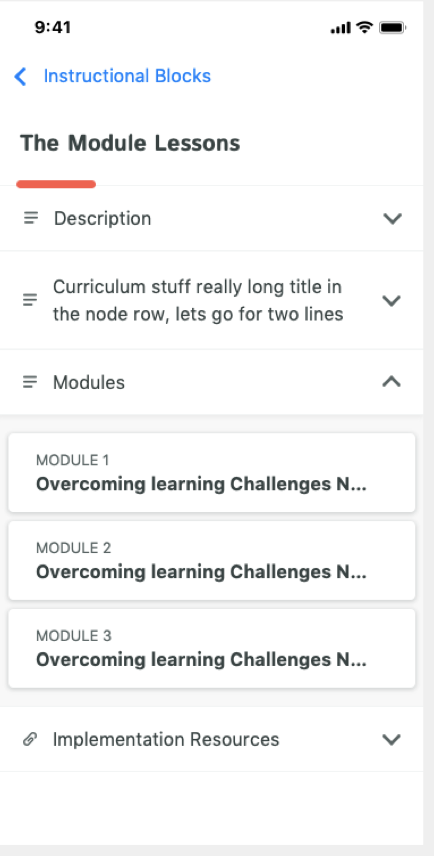 9:41
Instructional Blocks
The Module Lessons
Description
Curriculum stuff really long title in
the node row, lets go for two lines
Modules
MODULE 1
Overcoming learning Challenges N...
MODULE 2
Overcoming learning Challenges N...
MODULE 3
Overcoming learning Challenges N...
Implementation Resources